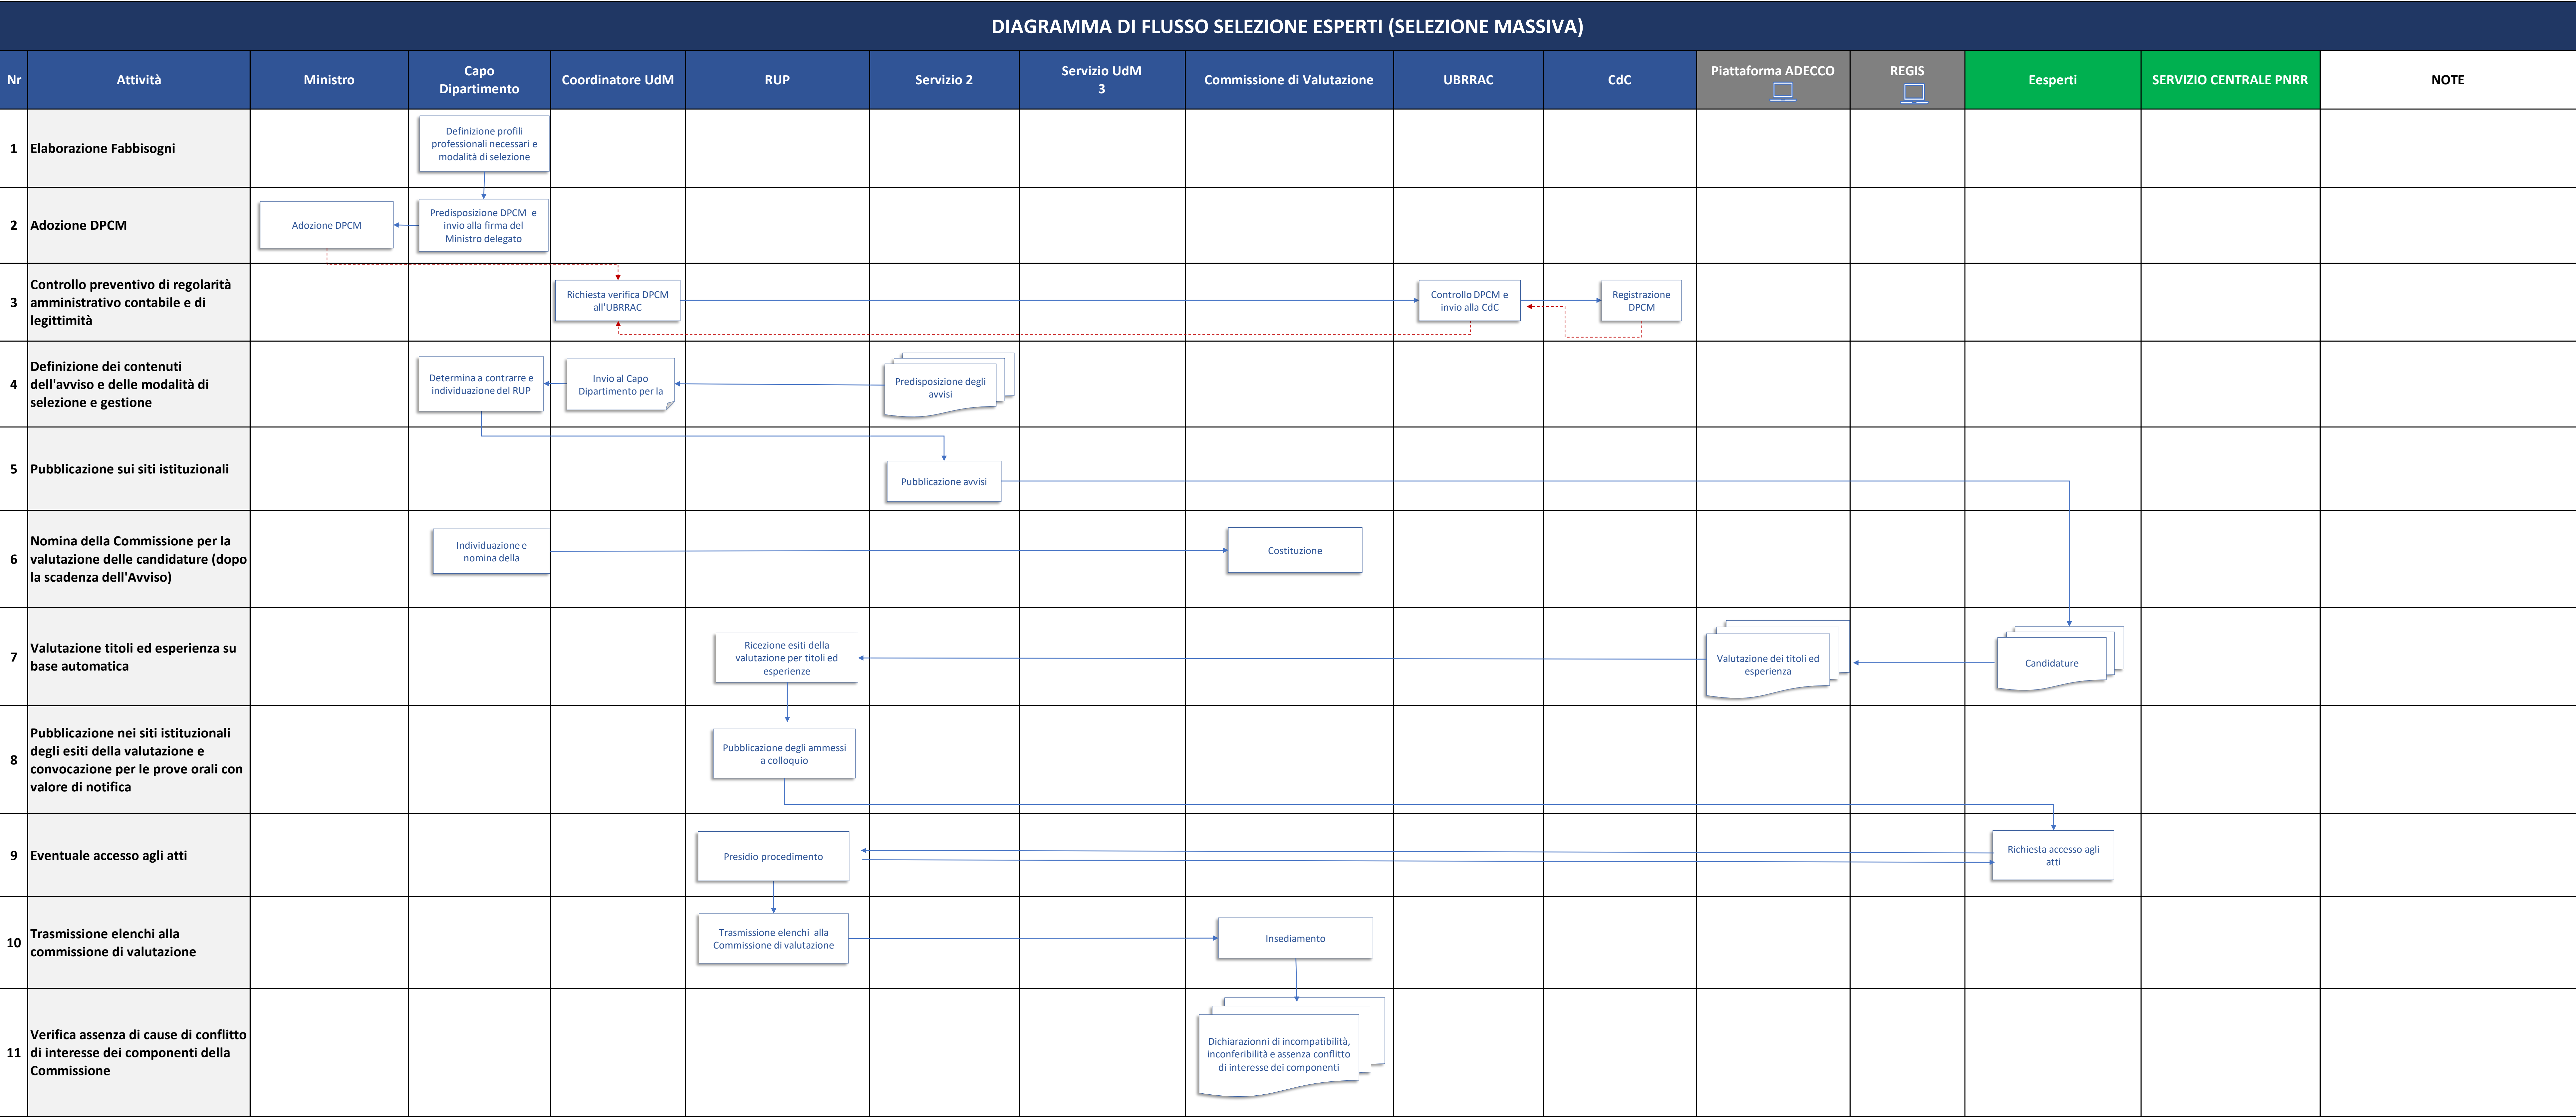 DIAGRAMMA DI FLUSSO SELEZIONE ESPERTI (SELEZIONE MASSIVA)
Nr
Attività
Ministro
Capo
Dipartimento
Coordinatore UdM
RUP
Servizio 2
Servizio UdM
3
Commissione di Valutazione
UBRRAC
CdC
Piattaforma ADECCO
REGIS
Eesperti
SERVIZIO CENTRALE PNRR
NOTE
1
Elaborazione Fabbisogni
Definizione profili
professionali necessari e
modalità di selezione
2
Adozione DPCM
Adozione DPCM
Predisposizione DPCM e
invio alla firma del
Ministro delegato
3
Controllo preventivo di regolarità
amministrativo contabile e di
legittimità
Richiesta verifica DPCM
all'UBRRAC
Controllo DPCM e
invio alla CdC
Registrazione
DPCM
4
Definizione dei contenuti
dell'avviso e delle modalità di
selezione e gestione
Determina a contrarre e
individuazione del RUP
Invio al Capo
Dipartimento per la
Predisposizione degli
avvisi
5
Pubblicazione sui siti istituzionali
Pubblicazione avvisi
6
Nomina della Commissione per la
valutazione delle candidature (dopo
la scadenza dell'Avviso)
Individuazione e
nomina della
Costituzione
7
Valutazione titoli ed esperienza su
base automatica
Ricezione esiti della
valutazione per titoli ed
esperienze
Valutazione dei titoli ed
esperienza
Candidature
8
Pubblicazione nei siti istituzionali
degli esiti della valutazione e
convocazione per le prove orali con
valore di notifica
Pubblicazione degli ammessi
a colloquio
9
Eventuale accesso agli atti
Presidio procedimento
Richiesta accesso agli
atti
10
Trasmissione elenchi alla
commissione di valutazione
Trasmissione elenchi alla
Commissione di valutazione
Insediamento
11
Verifica assenza di cause di conflitto
di interesse dei componenti della
Commissione
Dichiarazionni di incompatibilità,
inconferibilità e assenza conflitto
di interesse dei componenti